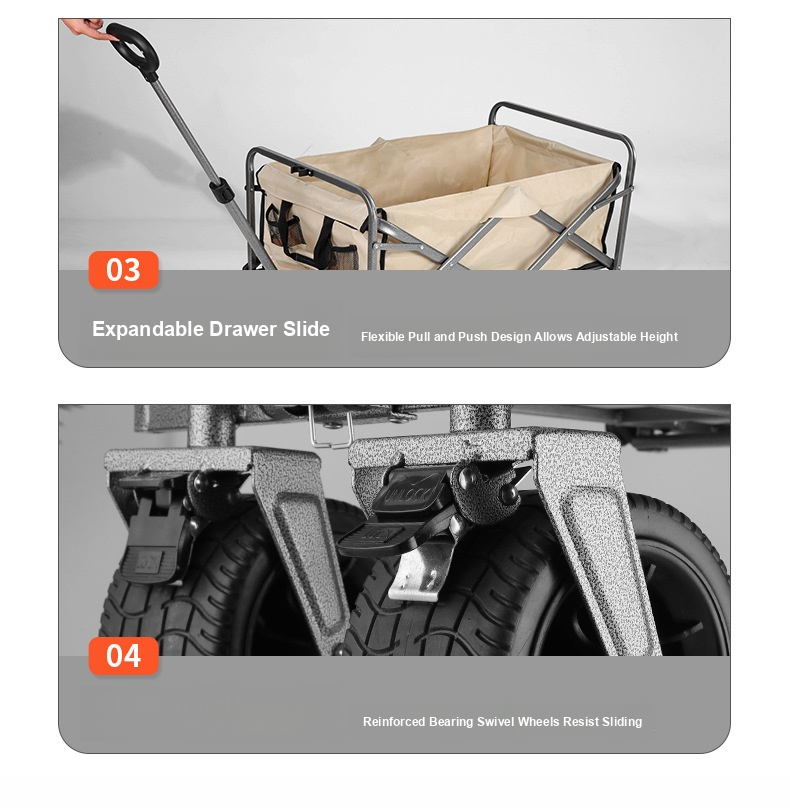 03
Expandable Drawer Slide
Flexible Pull and Push Design Allows Adjustable Height
04
Reinforced Bearing Swivel Wheels Resist Sliding